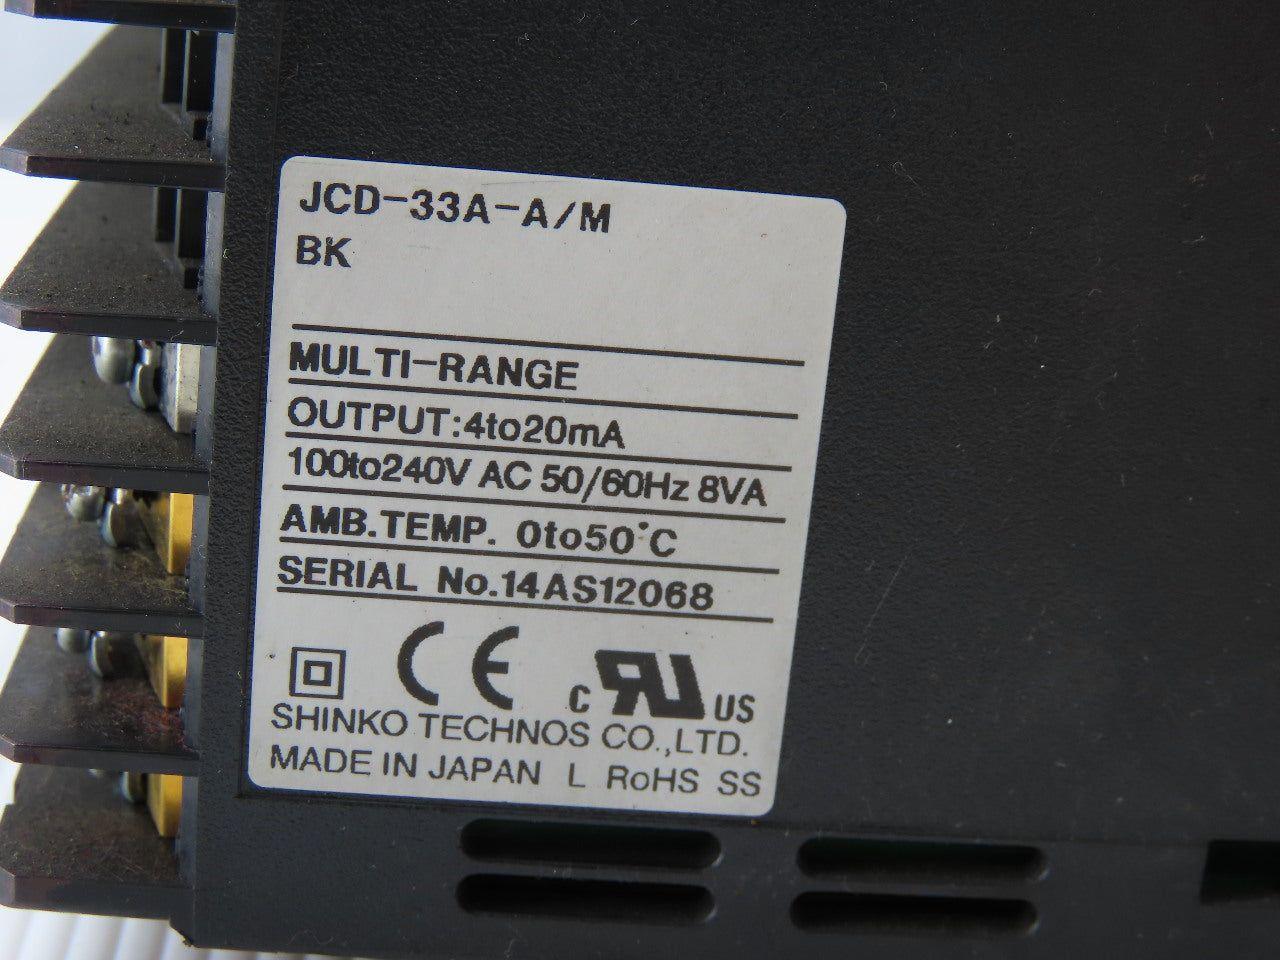 JCD-33A-A/M
BK
MULTI-RANGE
OUTPUT:4to20mA
100to240V AC 50/60Hz 8VA
AMB.TEMP. 0to50°C
SERIAL No.14AS12068
CE c RU US
SHINKO TECHNOS CO.,LTD.
MADE IN JAPAN L RoHS SS